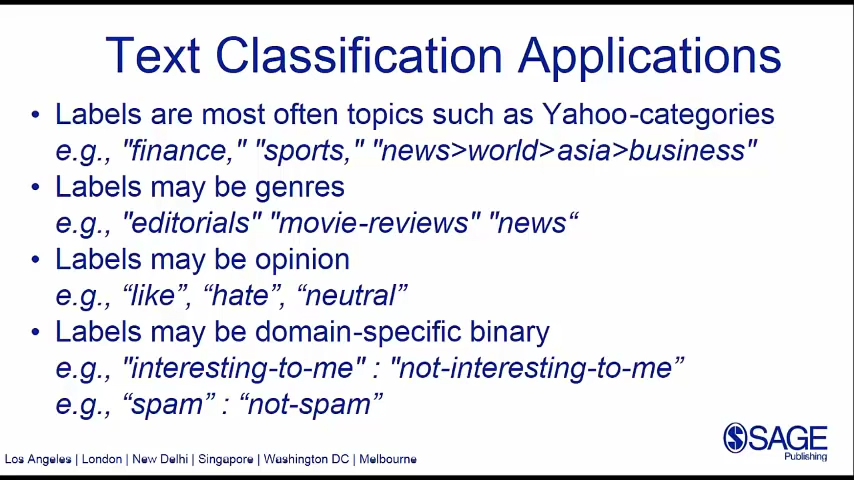 Text Classification Applications
• Labels are most often topics such as Yahoo-categories
e.g., "finance," "sports," "news>world>asia>business"
• Labels may be genres
e.g., "editorials" "movie-reviews" "news“
• Labels may be opinion
e.g., “like”, “hate”, “neutral”
• Labels may be domain-specific binary
e.g., "interesting-to-me" : "not-interesting-to-me”
e.g., “spam” : “not-spam”
SAGE
Publishing
Los Angeles | London | New Delhi | Singapore | Washington DC | Melbourne